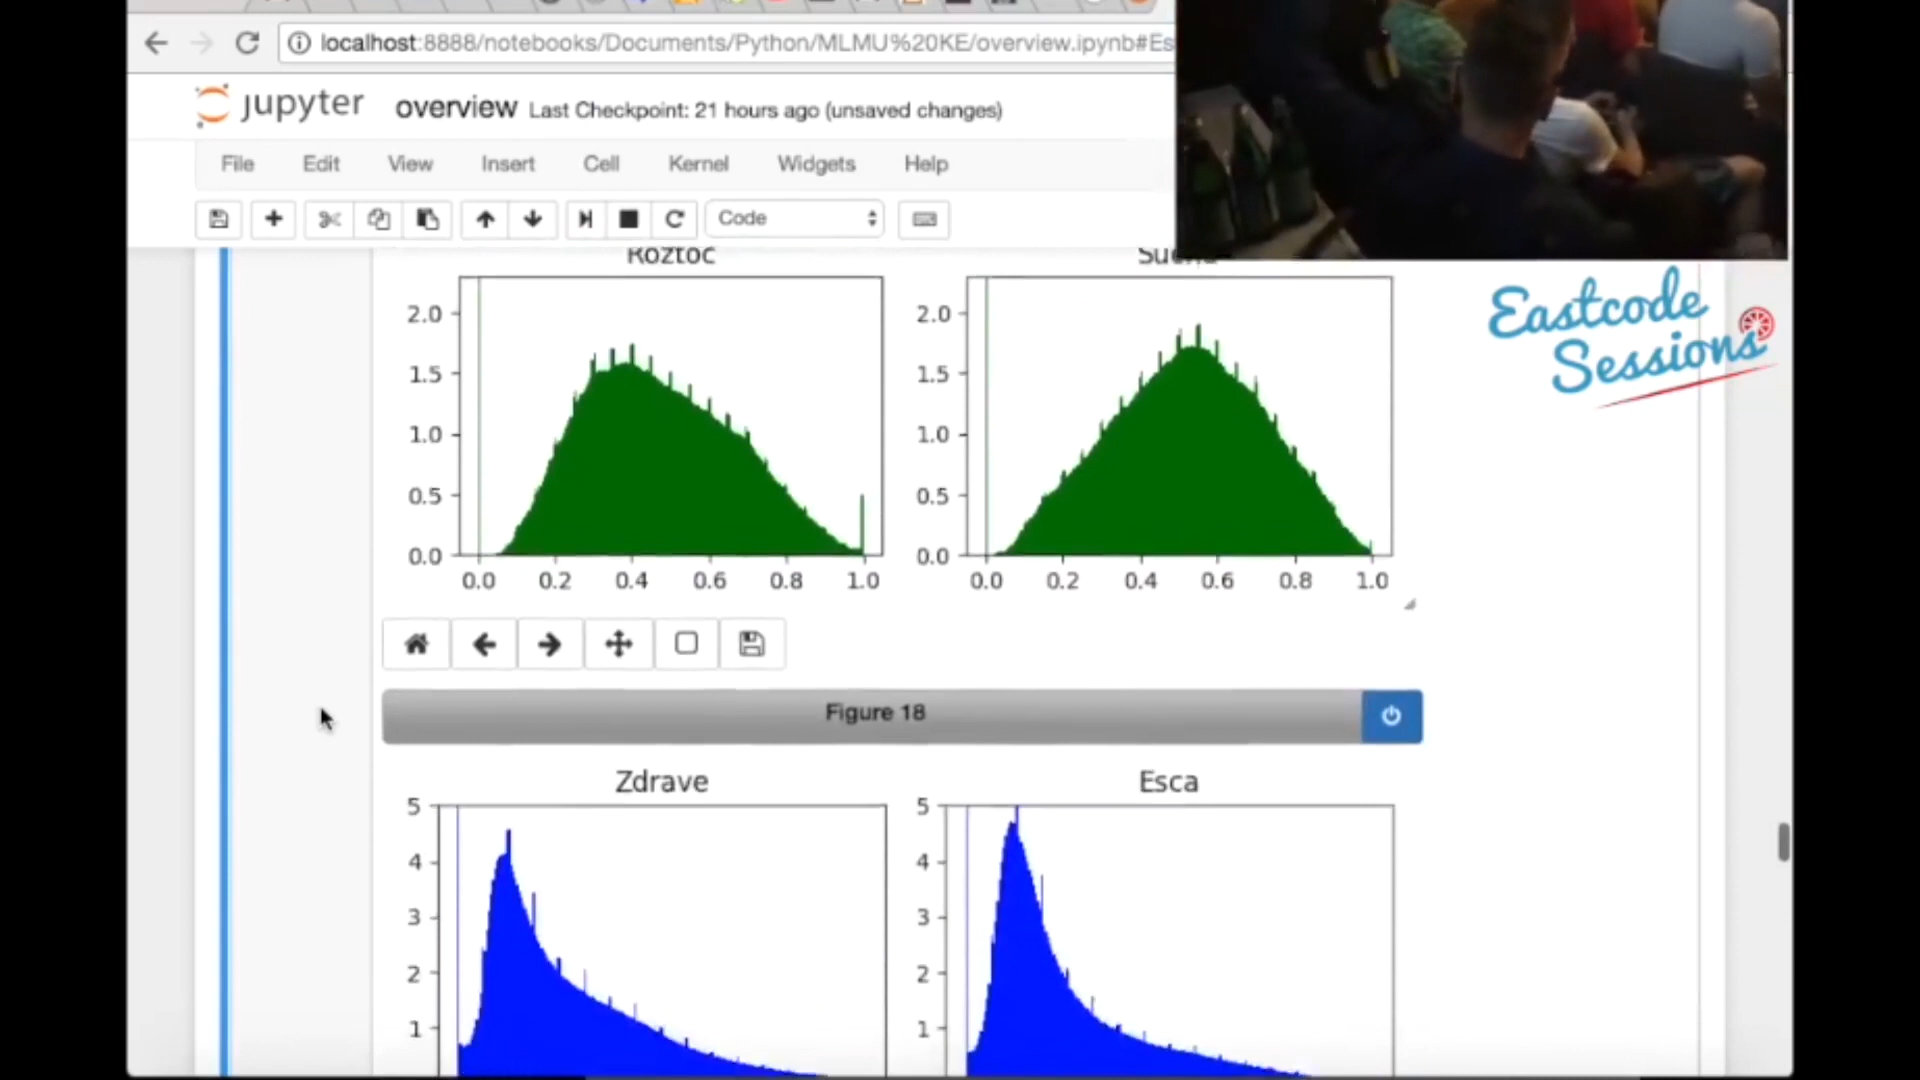 localhost:8888/notebooks/Documents/Python/MLMU%20KE/overview.ipynb#Es
jupyter overview Last Checkpoint: 21 hours ago (unsaved changes)
File Edit View Insert Cell Kernel Widgets Help
Code
Roztoc
2.0
1.5
1.0
0.5
0.0
0.0 0.2 0.4 0.6 0.8 1.0
2.0
1.5
1.0
0.5
0.0
0.0 0.2 0.4 0.6 0.8 1.0
Eastcode
Sessions
Figure 18
Zdrave
5
4
3
2
1
Esca
5
4
3
2
1